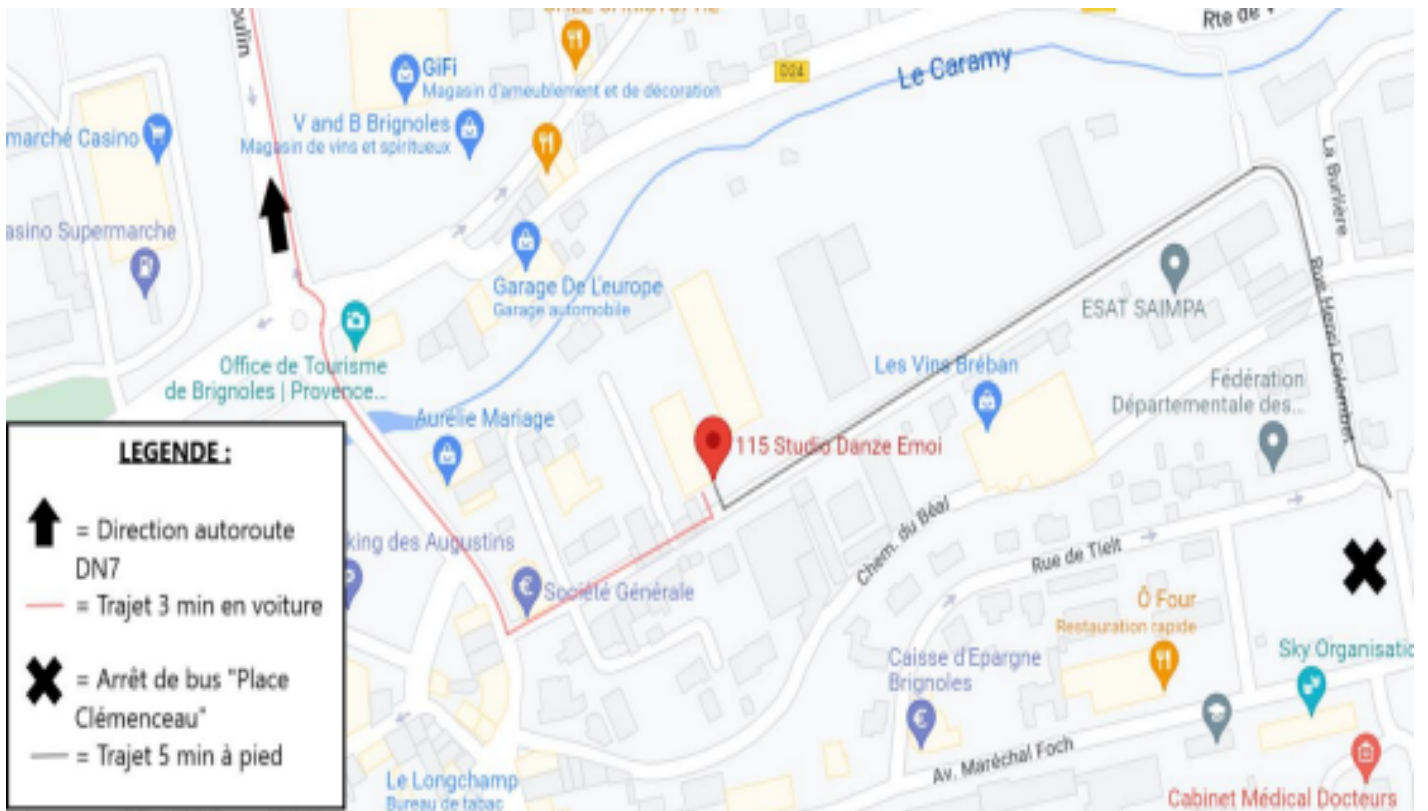 Rte de V
oulin
GiFi
Magasin d'ameublement et de décoration
D24
Le Caramy
V and B Brignoles
Magasin de vins et spiritueux
marché Casino
La Burlière
asino Supermarche
Garage De L'europe
Garage automobile
ESAT SAIMPA
Rue Henri Colombet
Office de Tourisme
de Brignoles | Provence...
Les Vins Bréban
Fédération
Départementale des...
Aurélie Mariage
115 Studio Danze Emoi
LEGENDE :
= Direction autoroute
DN7
= Trajet 3 min en voiture
= Arrêt de bus "Place
Clémenceau"
= Trajet 5 min à pied
king des Augustins
Société Générale
Chem. du Béal
Rue de Tielt
Ô Four
Restauration rapide
Caisse d'Epargne
Brignoles
Sky Organisatio
Av. Maréchal Foch
Le Longchamp
Bureau de tabac
Cabinet Médical Docteurs